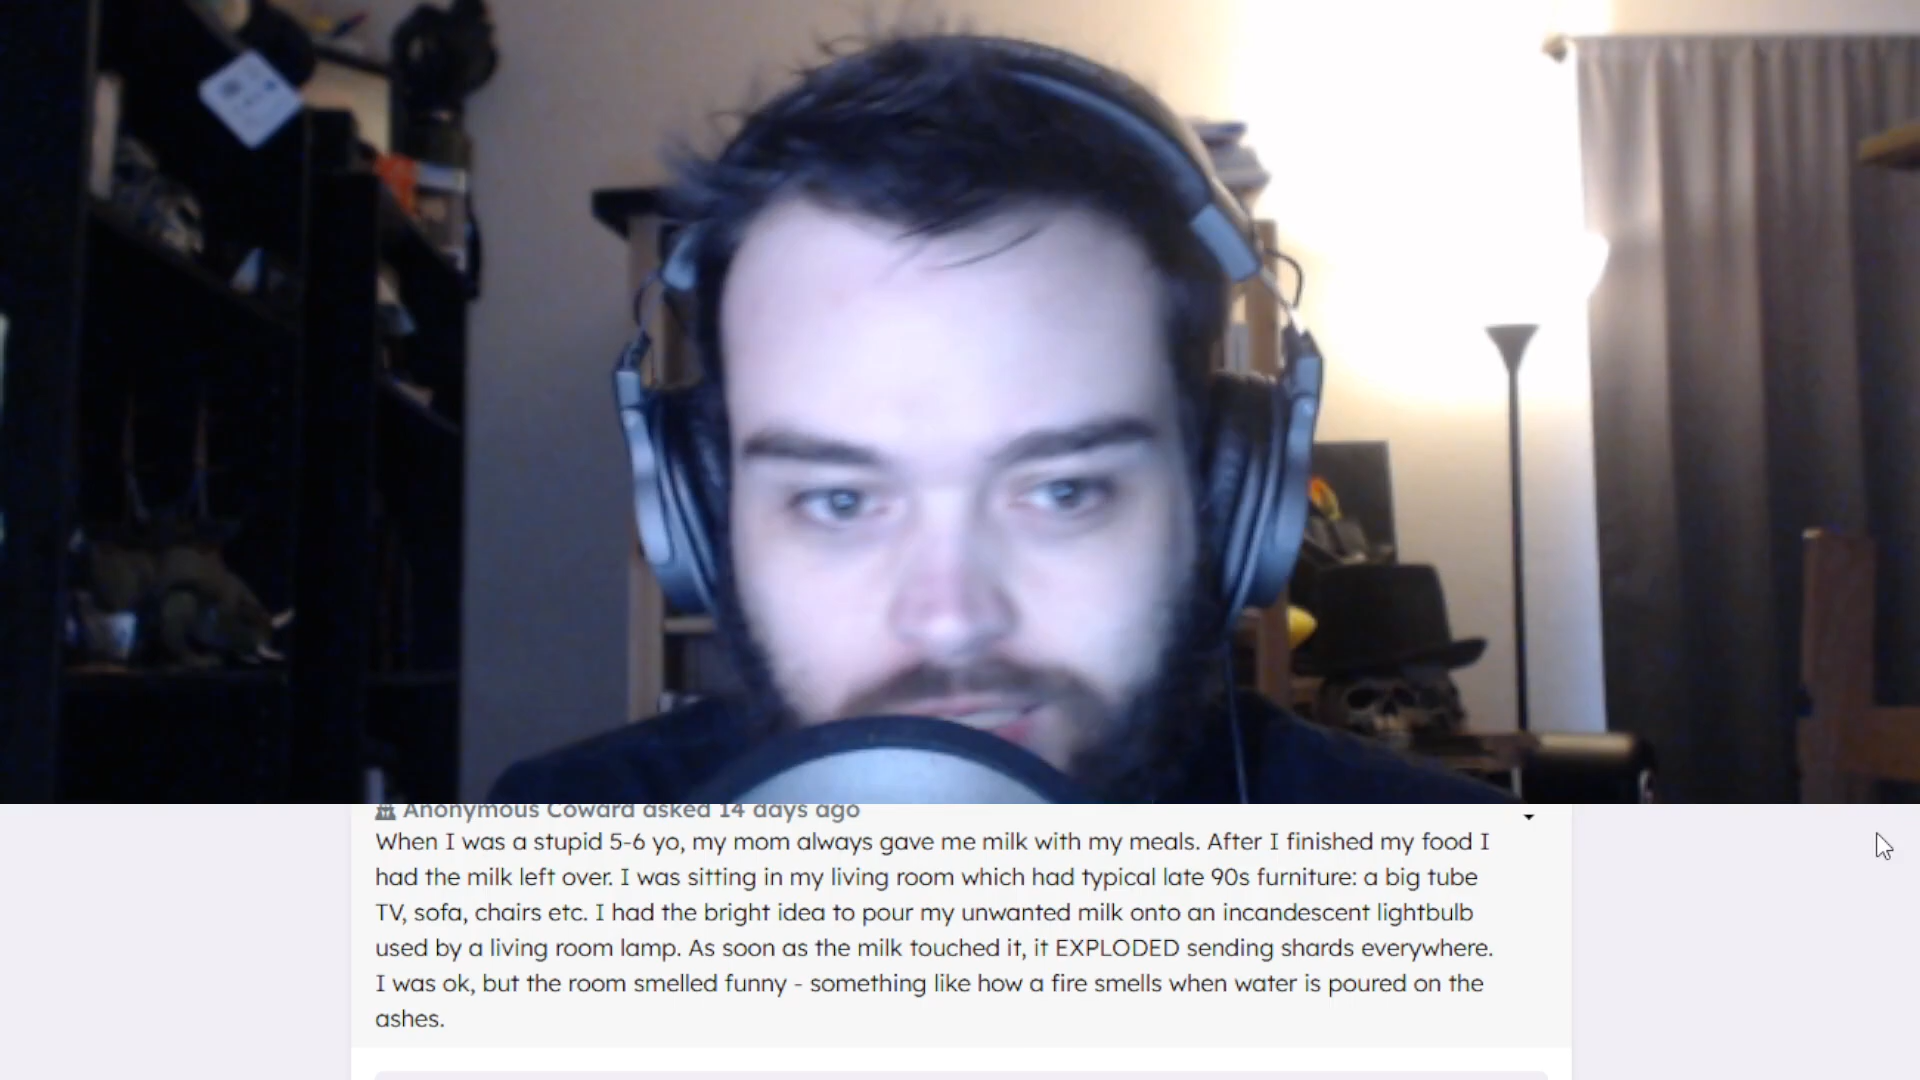 Anonymous Coward asked 14 days ago
When I was a stupid 5-6 yo, my mom always gave me milk with my meals. After I finished my food I
had the milk left over. I was sitting in my living room which had typical late 90s furniture: a big tube
TV, sofa, chairs etc. I had the bright idea to pour my unwanted milk onto an incandescent lightbulb
used by a living room lamp. As soon as the milk touched it, it EXPLODED sending shards everywhere.
I was ok, but the room smelled funny - something like how a fire smells when water is poured on the
ashes.